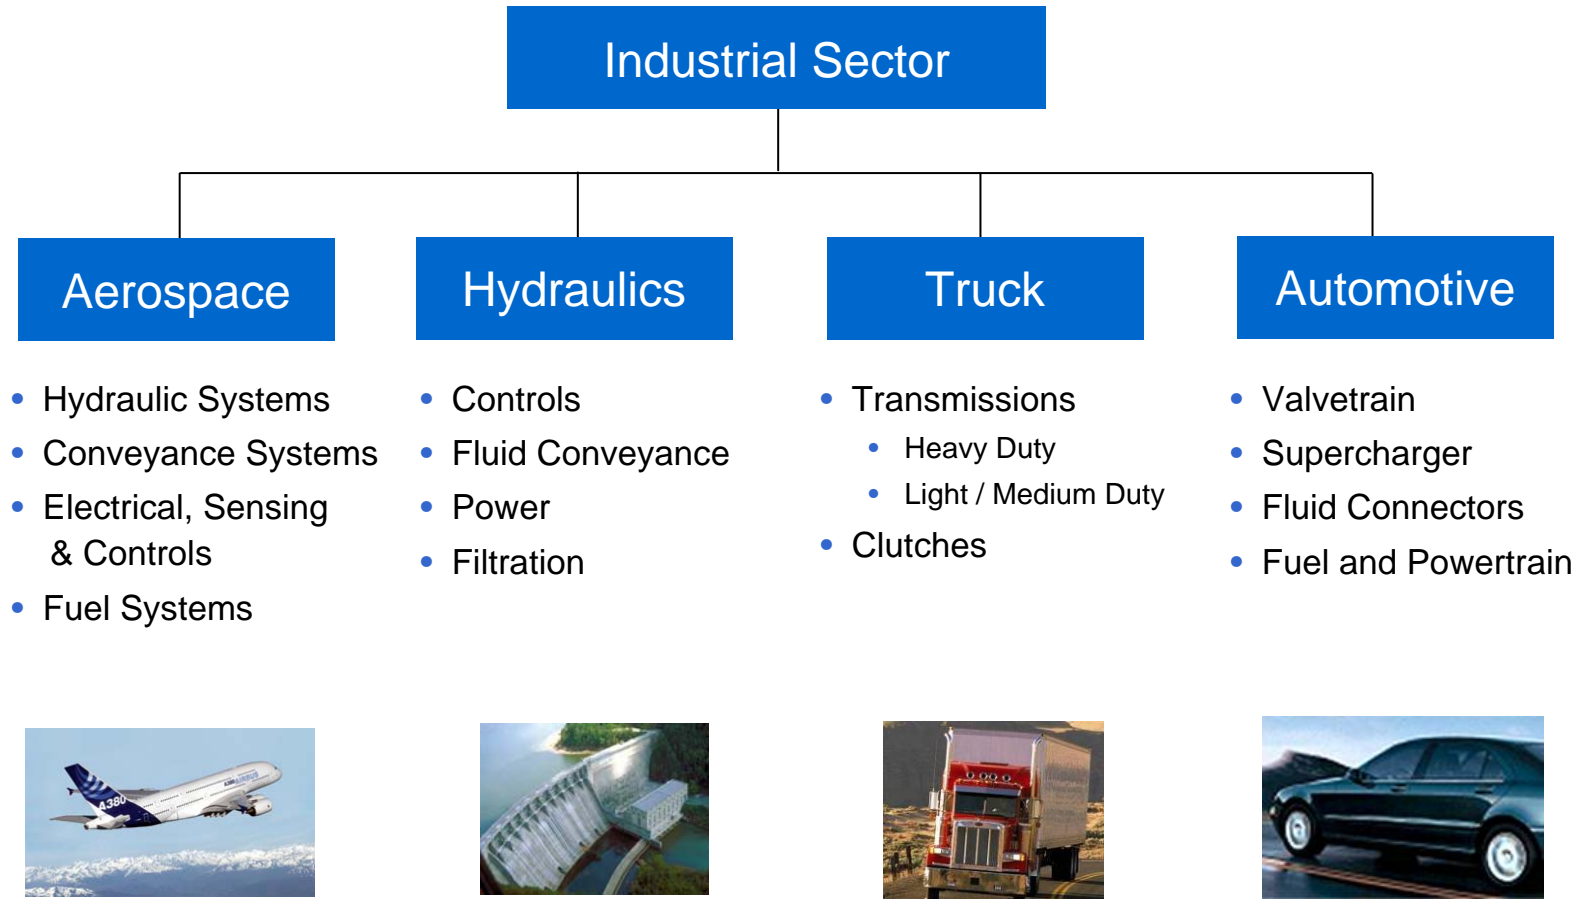 Industrial Sector
Aerospace
Hydraulics
Truck
Automotive
• Hydraulic Systems
• Conveyance Systems
• Electrical, Sensing
& Controls
• Fuel Systems
• Controls
• Fluid Conveyance
• Power
• Filtration
• Transmissions
• Heavy Duty
• Light / Medium Duty
• Clutches
• Valvetrain
• Supercharger
• Fluid Connectors
• Fuel and Powertrain
A380